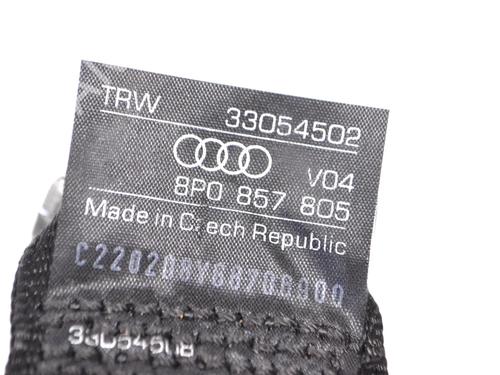 TRW 33054502
V04
8P0 857 805
Made in Czech Republic